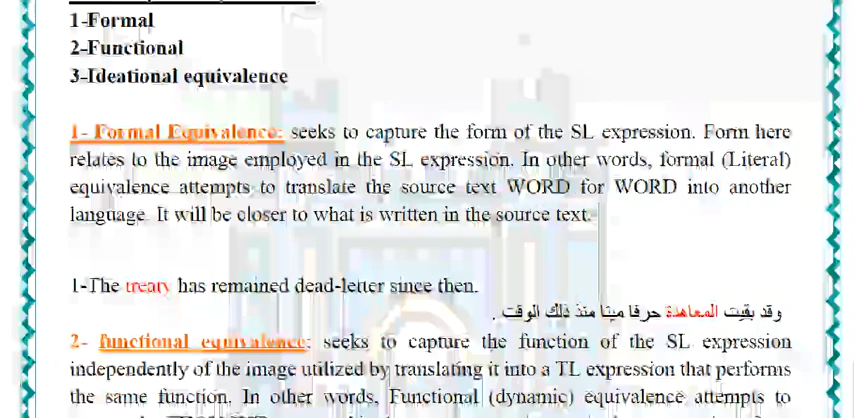 1-Formal
2-Functional
3-Ideational equivalence
1- Formal Equivalence: seeks to capture the form of the SL expression. Form here
relates to the image employed in the SL expression. In other words, formal (Literal)
equivalence attempts to translate the source text WORD for WORD into another
language. It will be closer to what is written in the source text.
1-The treaty has remained dead-letter since then.
وقد بقيت المعاهدة حرفا ميتا منذ ذلك الوقت .
2- functional equivalence: seeks to capture the function of the SL expression
independently of the image utilized by translating it into a TL expression that performs
the same function. In other words, Functional (dynamic) equivalence attempts to